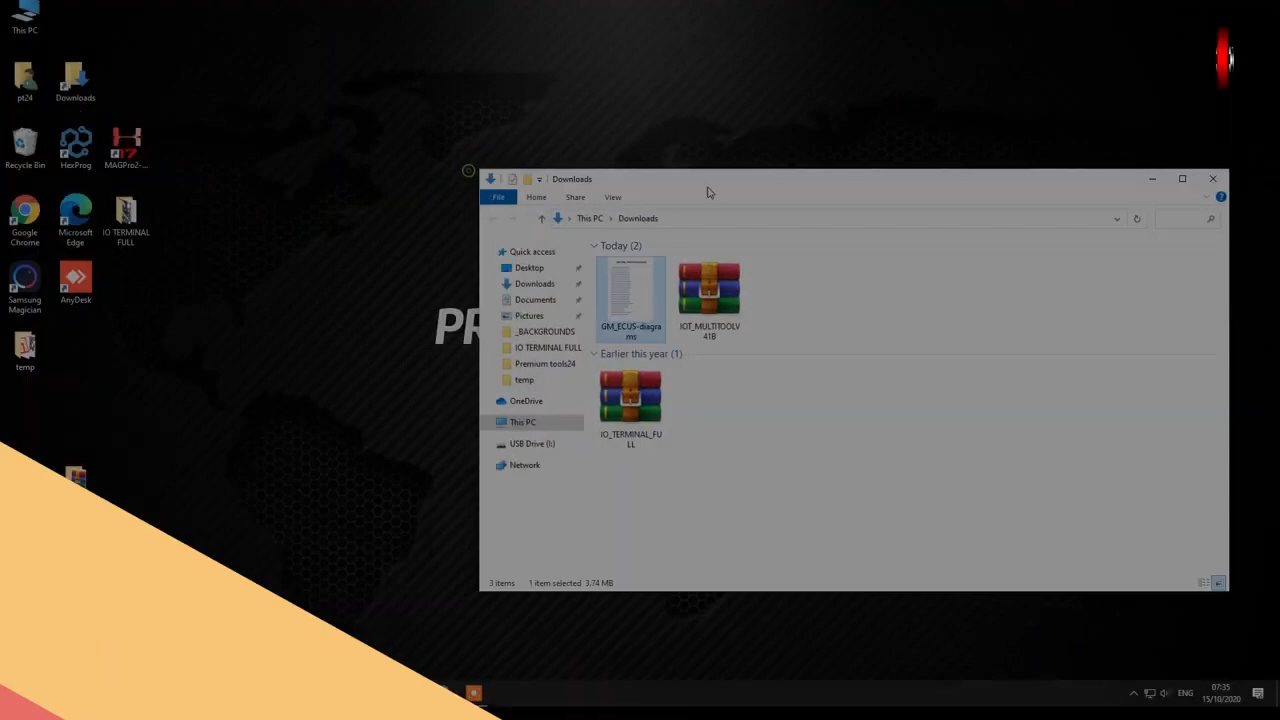 This PC
pt24
Downloads
Recycle Bin
HexProg
MAGPro2-...
Google
Chrome
Microsoft
Edge
IO TERMINAL
FULL
Samsung
Magician
AnyDesk
temp
PR
Downloads
File
Home
Share
View
This PC
Downloads
Quick access
Desktop
Downloads
Documents
Pictures
_BACKGROUNDS
IO TERMINAL FULL
Premium tools24
temp
OneDrive
This PC
USB Drive (I:)
Network
Today (2)
GM_ECUS-diagra
ms
IOT_MULTITOOLV
41B
Earlier this year (1)
IO_TERMINAL_FU
LL
3 items
1 item selected 3.74 MB
ENG
07:35
15/10/2020